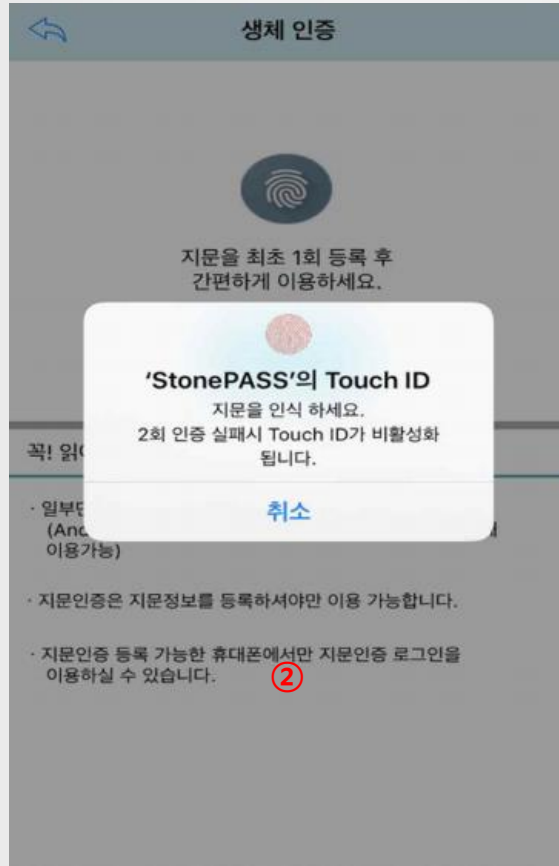 생체 인증
지문을 최초 1회 등록 후
간편하게 이용하세요.
'StonePASS'의 Touch ID
지문을 인식 하세요.
2회 인증 실패시 Touch ID가 비활성화
됩니다.
취소
꼭!
· 일부
이용가능)
· 지문인증은 지문정보를 등록하셔야만 이용 가능합니다.
· 지문인증 등록 가능한 휴대폰에서만 지문인증 로그인을
이용하실 수 있습니다.
②